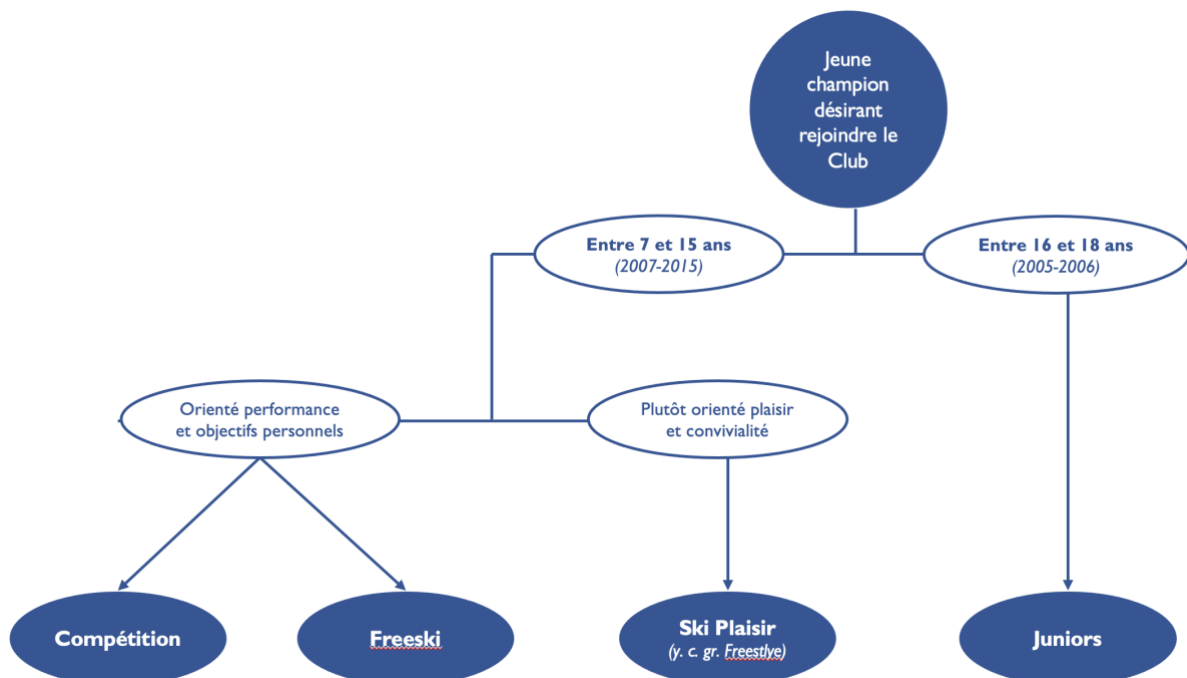 Jeune
champion
désirant
rejoindre le
Club
Entre 7 et 15 ans
(2007-2015)
Entre 16 et 18 ans
(2005-2006)
Orienté performance
et objectifs personnels
Plutôt orienté plaisir
et convivialité
Compétition
Freeski
Ski Plaisir
(y. c. gr. Freestlye)
Juniors